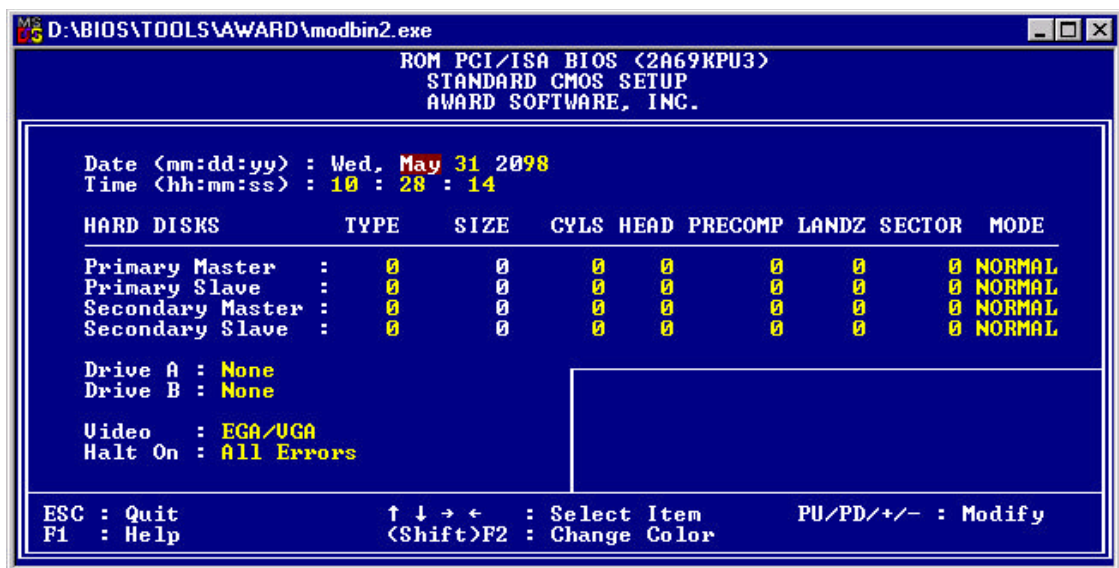 D:\BIOS\TOOLS\AWARD\modbin2.exe
ROM PCI/ISA BIOS (2A69KPU3)
STANDARD CMOS SETUP
AWARD SOFTWARE, INC.
Date (mm:dd:yy) : Wed, May 31 2098
Time (hh:mm:ss) : 10 : 28 : 14
HARD DISKS TYPE SIZE CYLS HEAD PRECOMP LANDZ SECTOR MODE
Primary Master : 0 0 0 0 0 0 0 NORMAL
Primary Slave : 0 0 0 0 0 0 0 NORMAL
Secondary Master : 0 0 0 0 0 0 0 NORMAL
Secondary Slave : 0 0 0 0 0 0 0 NORMAL
Drive A : None
Drive B : None
Video : EGA/VGA
Halt On : All Errors
ESC : Quit ↑ ↓ → ← : Select Item PU/PD/+/- : Modify
F1 : Help (Shift)F2 : Change Color